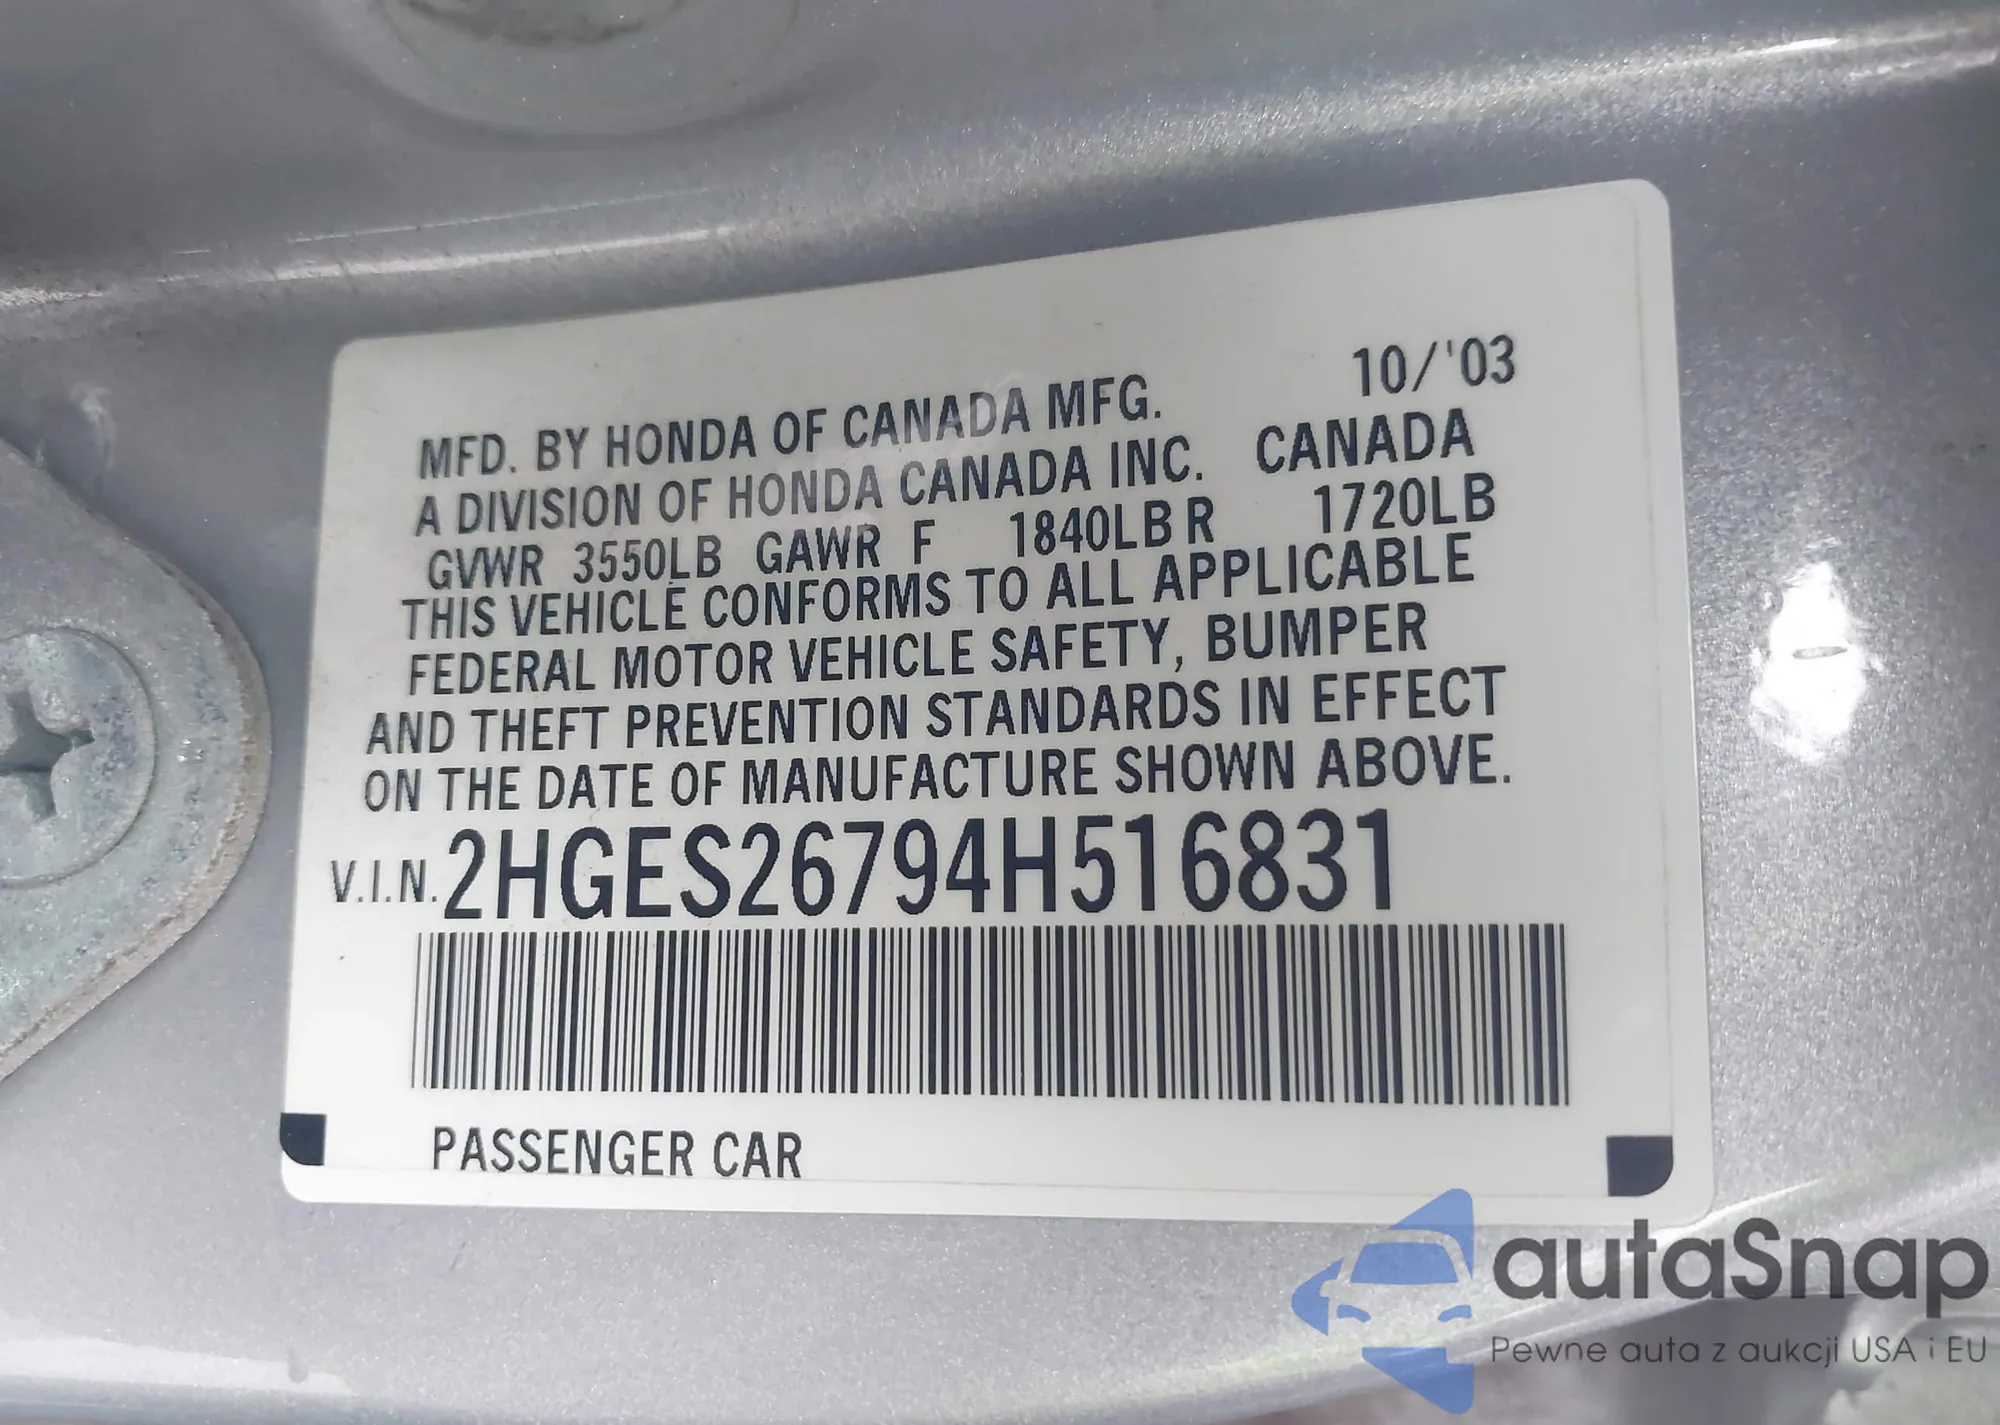 10/'03
MFD. BY HONDA OF CANADA MFG.
A DIVISION OF HONDA CANADA INC. CANADA
GVWR 3550LB GAWR F 1840LB R 1720LB
THIS VEHICLE CONFORMS TO ALL APPLICABLE
FEDERAL MOTOR VEHICLE SAFETY, BUMPER
AND THEFT PREVENTION STANDARDS IN EFFECT
ON THE DATE OF MANUFACTURE SHOWN ABOVE.
V.I.N. 2HGES26794H516831
PASSENGER CAR
autaSnap
Pewne auta z aukcji USA i EU